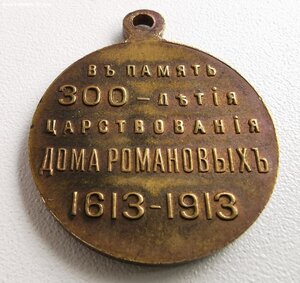 ВЪ ПАМЯТЬ
300-ЛѢТІЯ
ЦАРСТВОВАНІЯ
ДОМА РОМАНОВЫХЪ
1613-1913